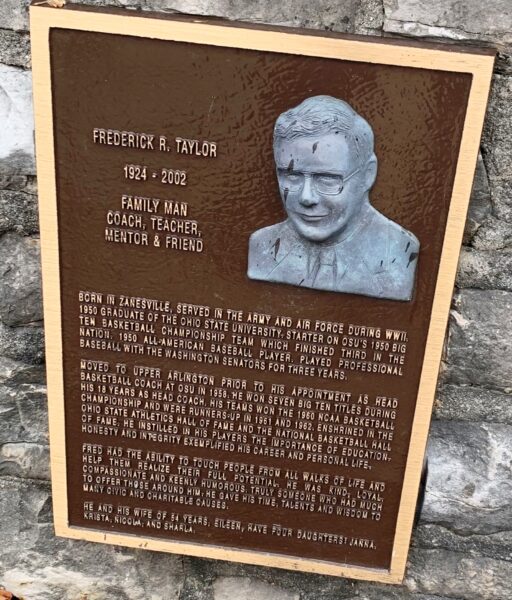 FREDERICK R. TAYLOR
1924 - 2002
FAMILY MAN
COACH, TEACHER,
MENTOR & FRIEND
BORN IN ZANESVILLE, SERVED IN THE ARMY AND AIR FORCE DURING WWII.
1950 GRADUATE OF THE OHIO STATE UNIVERSITY. STARTER ON OSU'S 1950 BIG
TEN BASKETBALL CHAMPIONSHIP TEAM WHICH FINISHED THIRD IN THE
NATION. 1950 ALL-AMERICAN BASEBALL PLAYER. PLAYED PROFESSIONAL
BASEBALL WITH THE WASHINGTON SENATORS FOR THREE YEARS.
MOVED TO UPPER ARLINGTON PRIOR TO HIS APPOINTMENT AS HEAD
BASKETBALL COACH AT OSU IN 1958. HE WON SEVEN BIG TEN TITLES DURING
HIS 18 YEARS AS HEAD COACH. HIS TEAMS WON THE 1960 NCAA BASKETBALL
CHAMPIONSHIP AND WERE RUNNERS-UP IN 1961 AND 1962. ENSHRINED IN THE
OHIO STATE ATHLETICS HALL OF FAME AND THE NATIONAL BASKETBALL HALL
OF FAME. HE INSTILLED IN HIS PLAYERS THE IMPORTANCE OF EDUCATION.
HONESTY AND INTEGRITY EXEMPLIFIED HIS CAREER AND PERSONAL LIFE.
FRED HAD THE ABILITY TO TOUCH PEOPLE FROM ALL WALKS OF LIFE AND
HELP THEM REALIZE THEIR FULL POTENTIAL. HE WAS KIND, LOYAL,
COMPASSIONATE AND KEENLY HUMOROUS. TRULY SOMEONE WHO HAD MUCH
TO OFFER THOSE AROUND HIM; HE GAVE HIS TIME, TALENTS AND WISDOM TO
MANY CIVIC AND CHARITABLE CAUSES.
HE AND HIS WIFE OF 54 YEARS, EILEEN, HAVE FOUR DAUGHTERS: JANNA,
KRISTA, NICOLA, AND SHARLA.